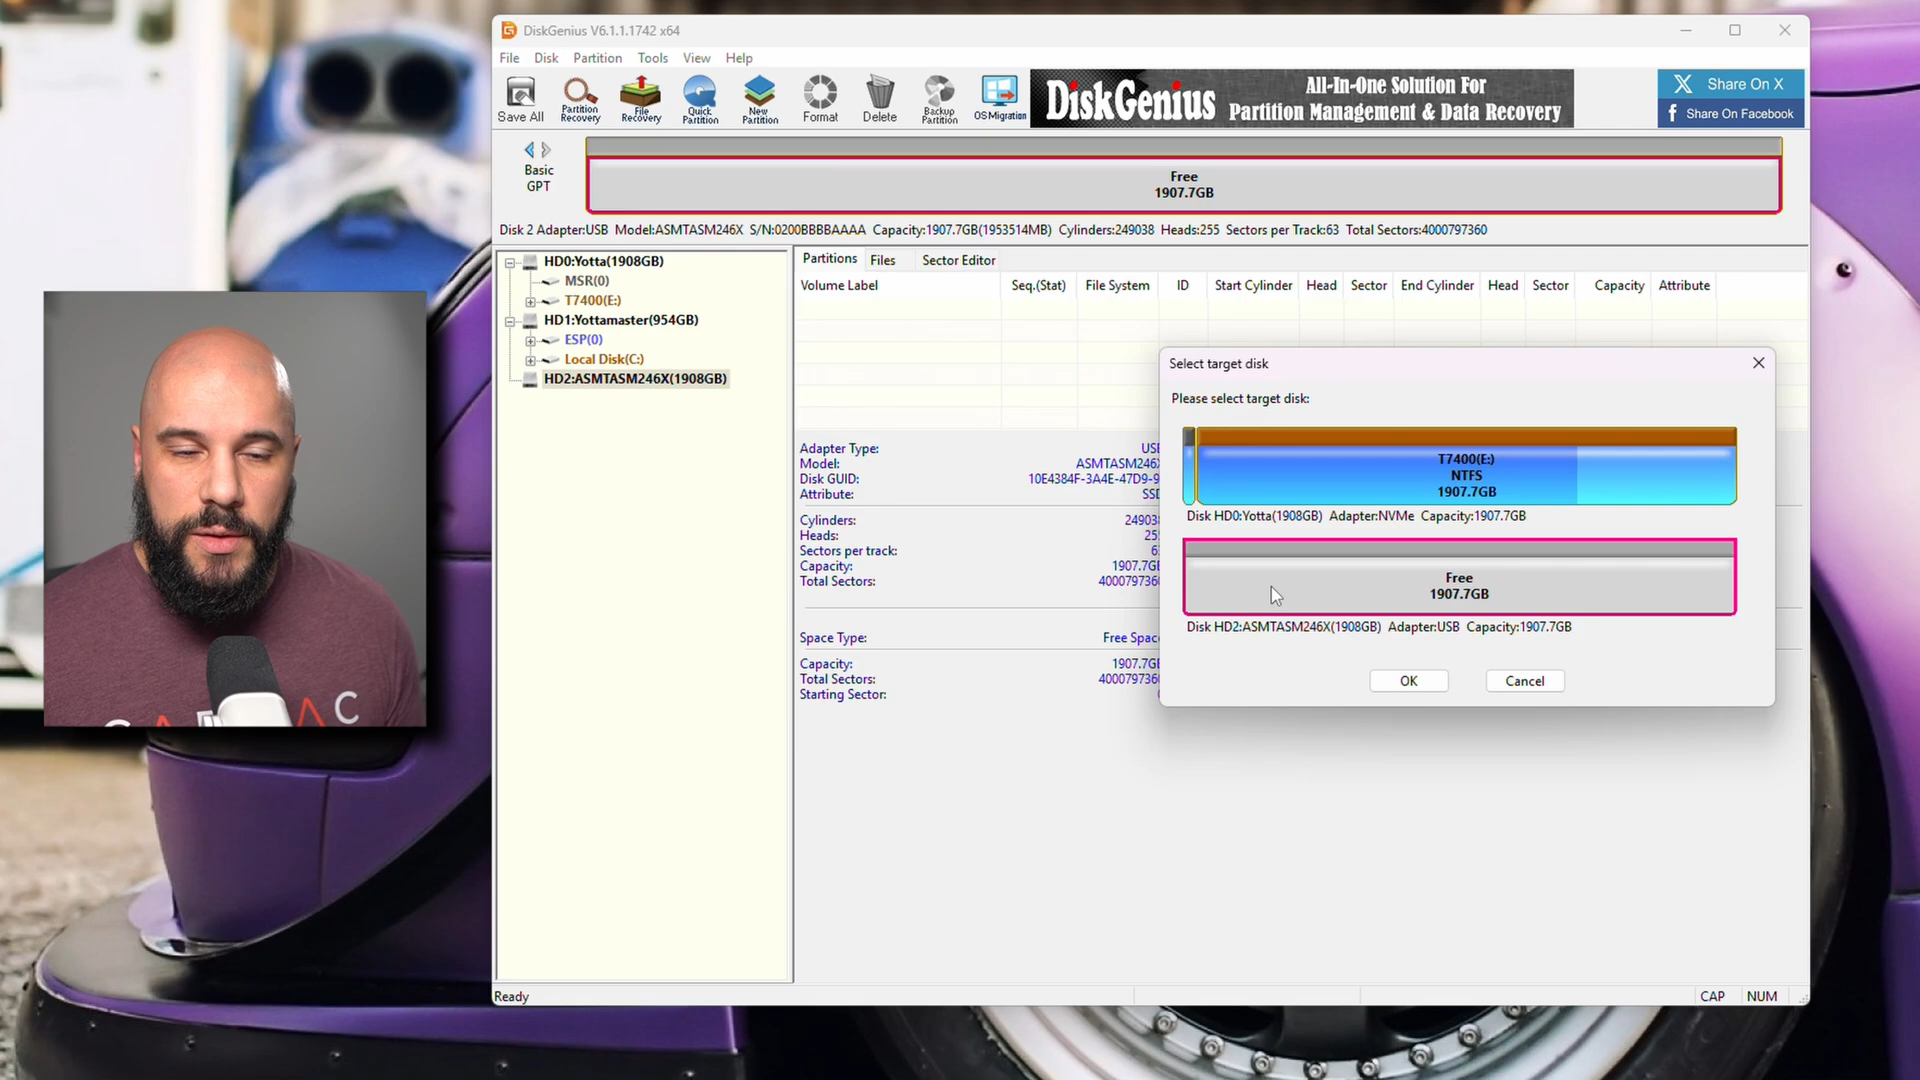 DiskGenius V6.1.1.1742 x64
File Disk Partition Tools View Help
Save All
Partition Recovery
File Recovery
Quick Partition
New Partition
Format
Delete
Backup Partition
OS Migration
DiskGenius
All-In-One Solution For
Partition Management & Data Recovery
Share On X
Share On Facebook
Basic
GPT
Free
1907.7GB
Disk 2 Adapter:USB Model:ASMTASM246X S/N:0200BBBBAAAA Capacity:1907.7GB(1953514MB) Cylinders:249038 Heads:255 Sectors per Track:63 Total Sectors:4000797360
HD0:Yotta(1908GB)
MSR(0)
T7400(E:)
HD1:Yottamaster(954GB)
ESP(0)
Local Disk(C:)
HD2:ASMTASM246X(1908GB)
Partitions Files Sector Editor
Volume Label Seq.(Stat) File System ID Start Cylinder Head Sector End Cylinder Head Sector Capacity Attribute
Adapter Type: USB
Model: ASMTASM246X
Disk GUID: 10E4384F-3A4E-47D9-9
Attribute: SSD
Cylinders: 249038
Heads: 255
Sectors per track: 63
Capacity: 1907.7GB
Total Sectors: 4000797360
Space Type: Free Space
Capacity: 1907.7GB
Total Sectors: 4000797360
Starting Sector: 0
Select target disk
Please select target disk:
T7400(E:)
NTFS
1907.7GB
Disk HD0:Yotta(1908GB) Adapter:NVMe Capacity:1907.7GB
Free
1907.7GB
Disk HD2:ASMTASM246X(1908GB) Adapter:USB Capacity:1907.7GB
OK
Cancel
Ready
CAP NUM